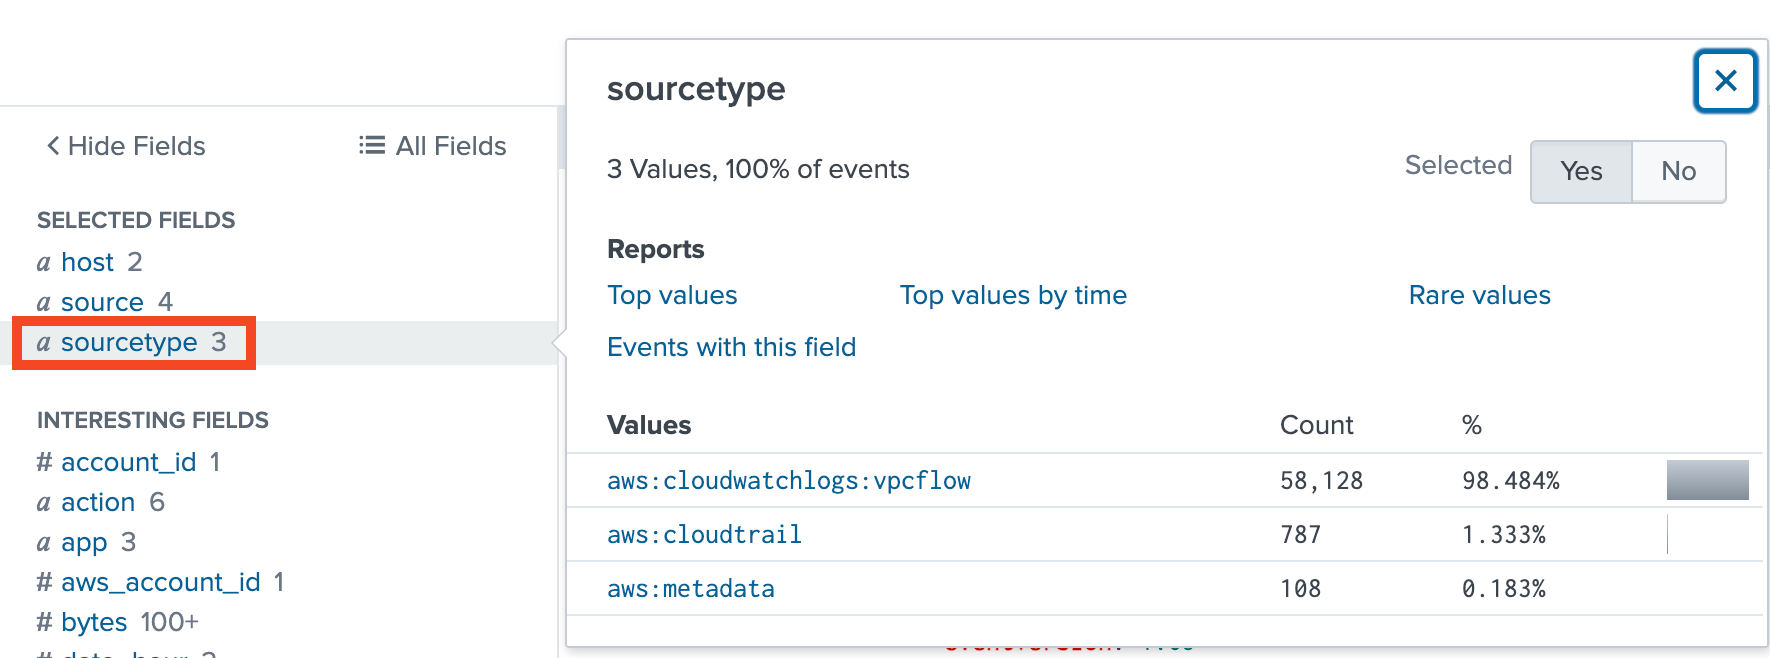 Hide Fields
All Fields
SELECTED FIELDS
a host 2
a source 4
a sourcetype 3
INTERESTING FIELDS
# account_id 1
a action 6
a app 3
# aws_account_id 1
# bytes 100+
sourcetype
3 Values, 100% of events
Selected Yes No
Reports
Top values Top values by time Rare values
Events with this field
Values Count %
aws:cloudwatchlogs:vpcflow 58,128 98.484%
aws:cloudtrail 787 1.333%
aws:metadata 108 0.183%